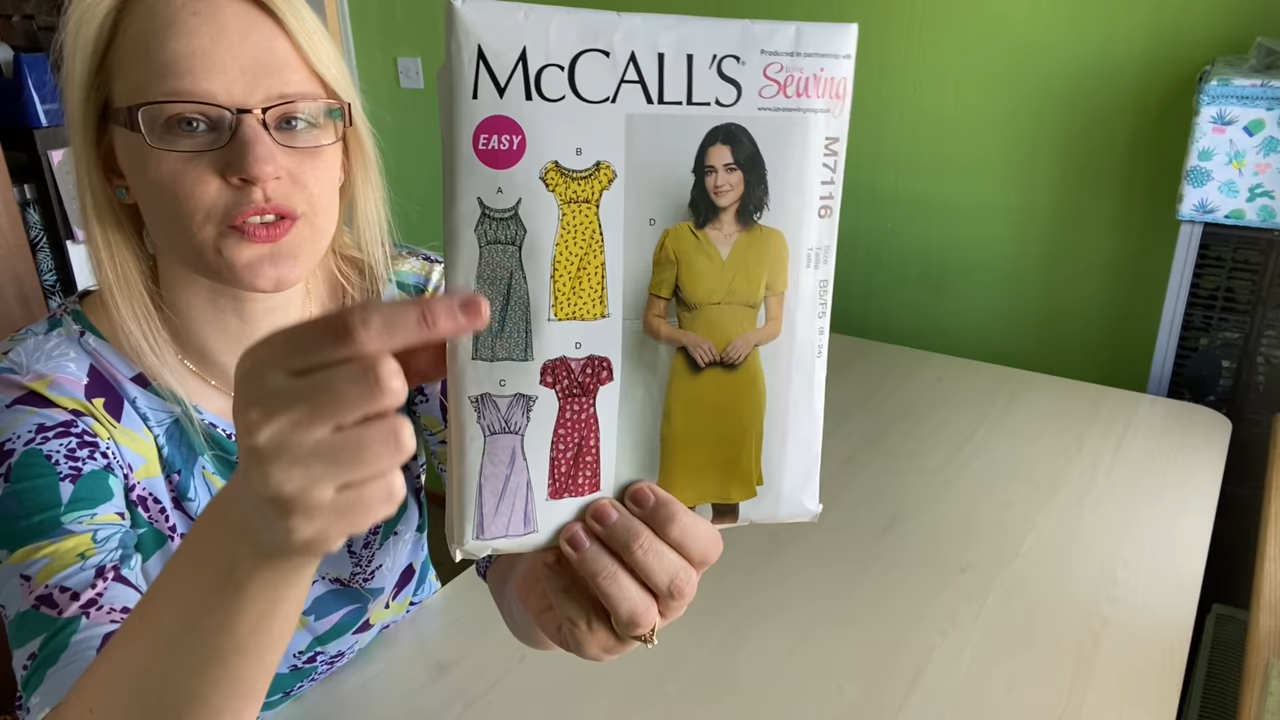 McCALL'S
Produced in partnership with
LOVE
Sewing
EASY
A
B
C
D
D
M7116
Size
Taille
Talla
B5/F5
(8 - 24)